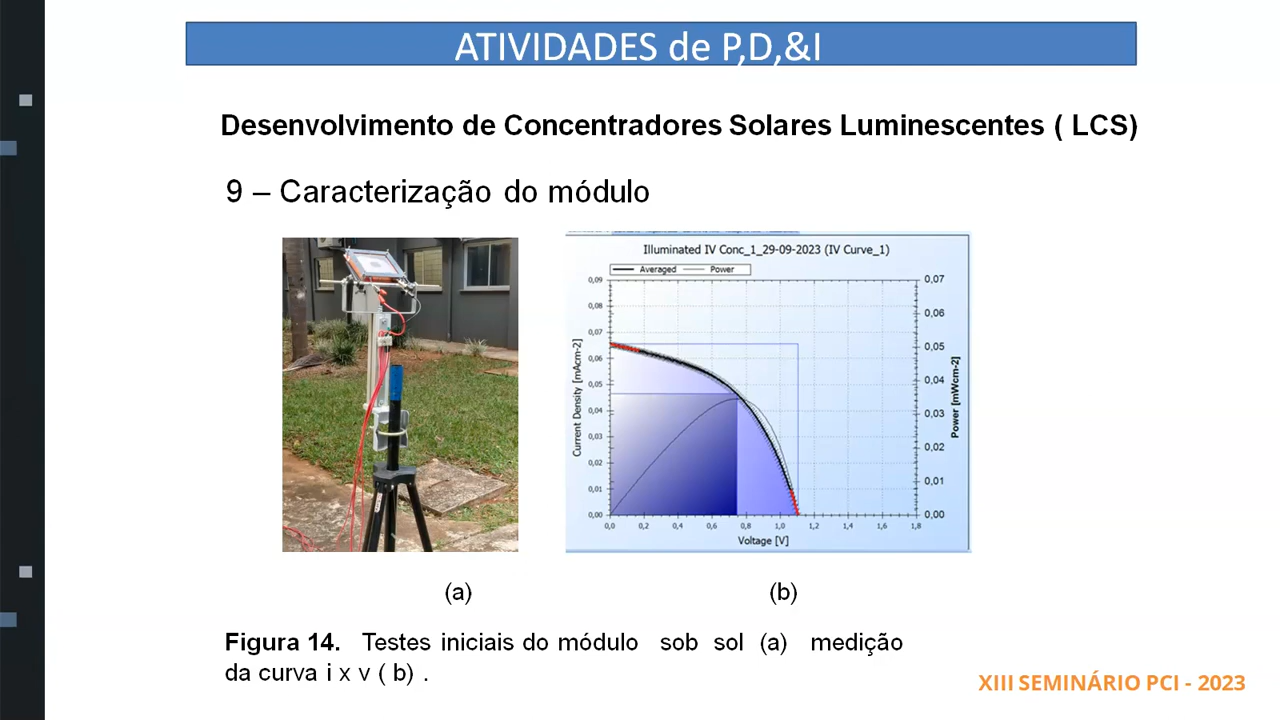 ATIVIDADES de P,D,&I
Desenvolvimento de Concentradores Solares Luminescentes ( LCS)
9 – Caracterização do módulo
Illuminated IV Conc_1_29-09-2023 (IV Curve_1)
Averaged Power
0,09
0,08
0,07
0,06
0,05
0,04
0,03
0,02
0,01
0,00
Current Density [mAcm-2]
0,07
0,06
0,05
0,04
0,03
0,02
0,01
0,00
Power [mWcm-2]
0,0 0,2 0,4 0,6 0,8 1,0 1,2 1,4 1,6 1,8
Voltage [V]
(a) (b)
Figura 14. Testes iniciais do módulo sob sol (a) medição
da curva i x v ( b) .
XIII SEMINÁRIO PCI - 2023